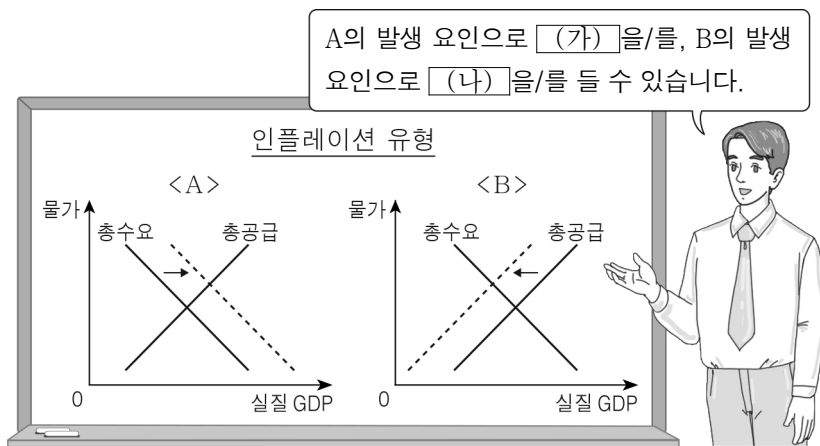 A의 발생 요인으로 (가) 을/를, B의 발생
요인으로 (나) 을/를 들 수 있습니다.
인플레이션 유형
<A>
물가
총수요
총공급
0
실질 GDP
<B>
물가
총수요
총공급
0
실질 GDP